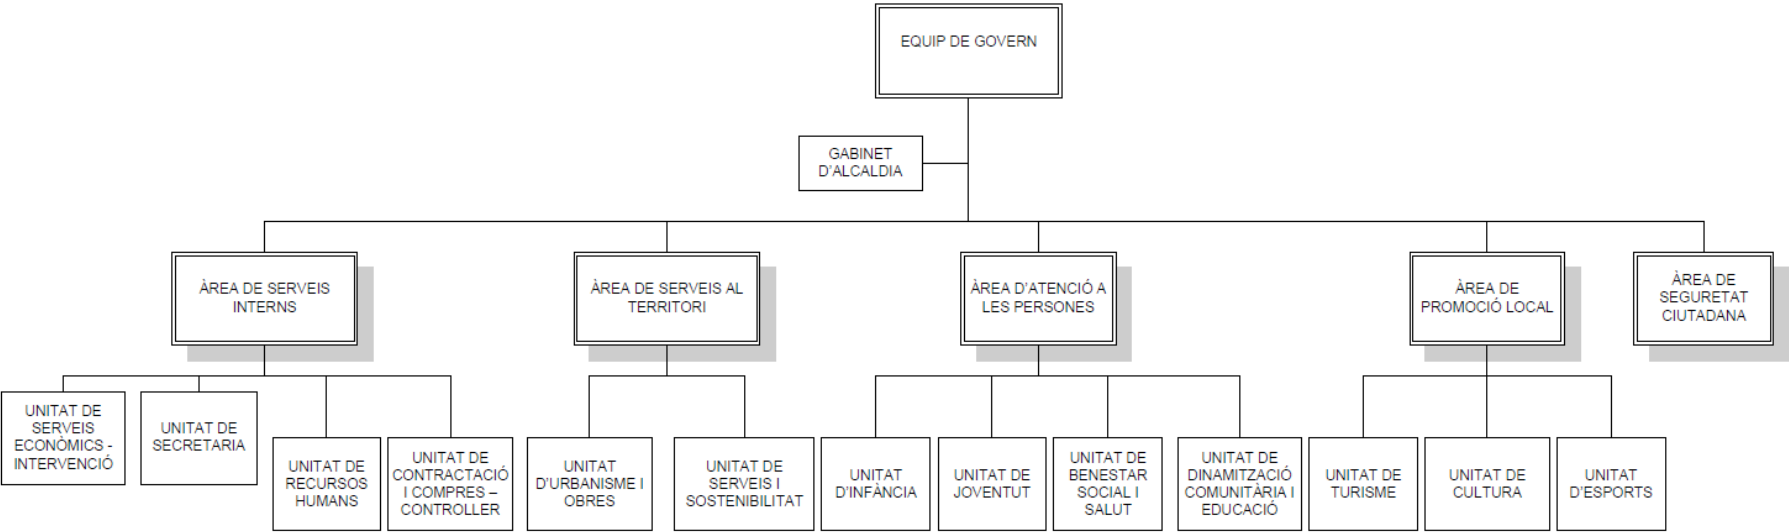 EQUIP DE GOVERN
GABINET
D'ALCALDIA
ÀREA DE SERVEIS
INTERNS
ÀREA DE SERVEIS AL
TERRITORI
ÀREA D'ATENCIÓ A
LES PERSONES
ÀREA DE
PROMOCIÓ LOCAL
ÀREA DE
SEGURETAT
CIUTADANA
UNITAT DE
SERVEIS
ECONÒMICS -
INTERVENCIÓ
UNITAT DE
SECRETARIA
UNITAT DE
RECURSOS
HUMANS
UNITAT DE
CONTRACTACIÓ
I COMPRES –
CONTROLLER
UNITAT
D'URBANISME I
OBRES
UNITAT DE
SERVEIS I
SOSTENIBILITAT
UNITAT
D'INFÀNCIA
UNITAT DE
JOVENTUT
UNITAT DE
BENESTAR
SOCIAL I
SALUT
UNITAT DE
DINAMITZACIÓ
COMUNITÀRIA I
EDUCACIÓ
UNITAT DE
TURISME
UNITAT DE
CULTURA
UNITAT
D'ESPORTS